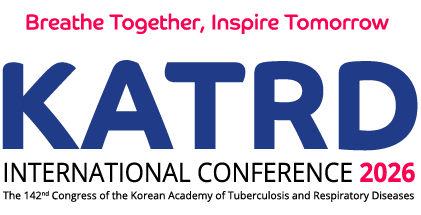 Breathe Together, Inspire Tomorrow
KATRD
INTERNATIONAL CONFERENCE 2026
The 142nd Congress of the Korean Academy of Tuberculosis and Respiratory Diseases